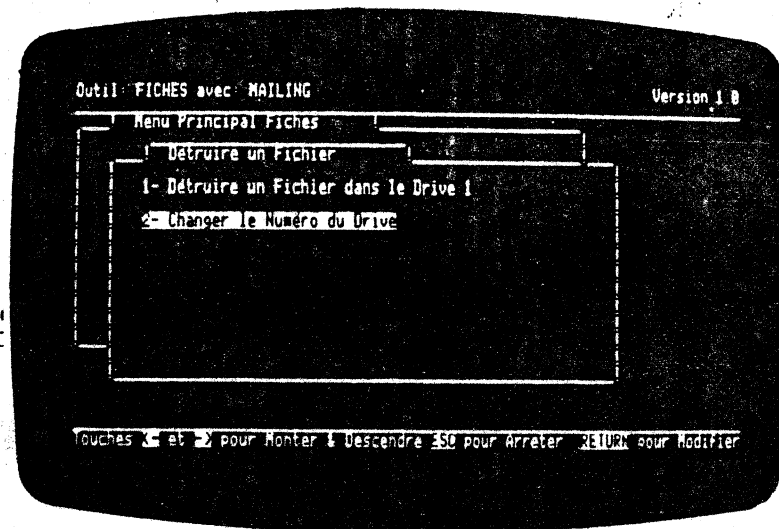 Outil FICHES avec MAILING Version 1.0
Menu Principal Fiches
Détruire un Fichier
1- Détruire un Fichier dans le Drive 1
2- Changer le Numéro du Drive
Touches <- et -> pour Monter & Descendre ESC pour Arreter RETURN pour Modifier